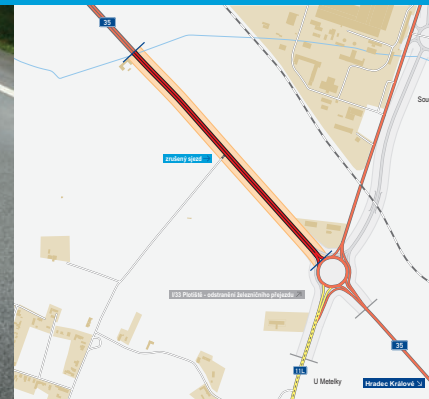 35
Sou
zrušený sjezd
I/33 Plotiště - odstranění železničního přejezdu
35
11L
U Metelky
Hradec Králové